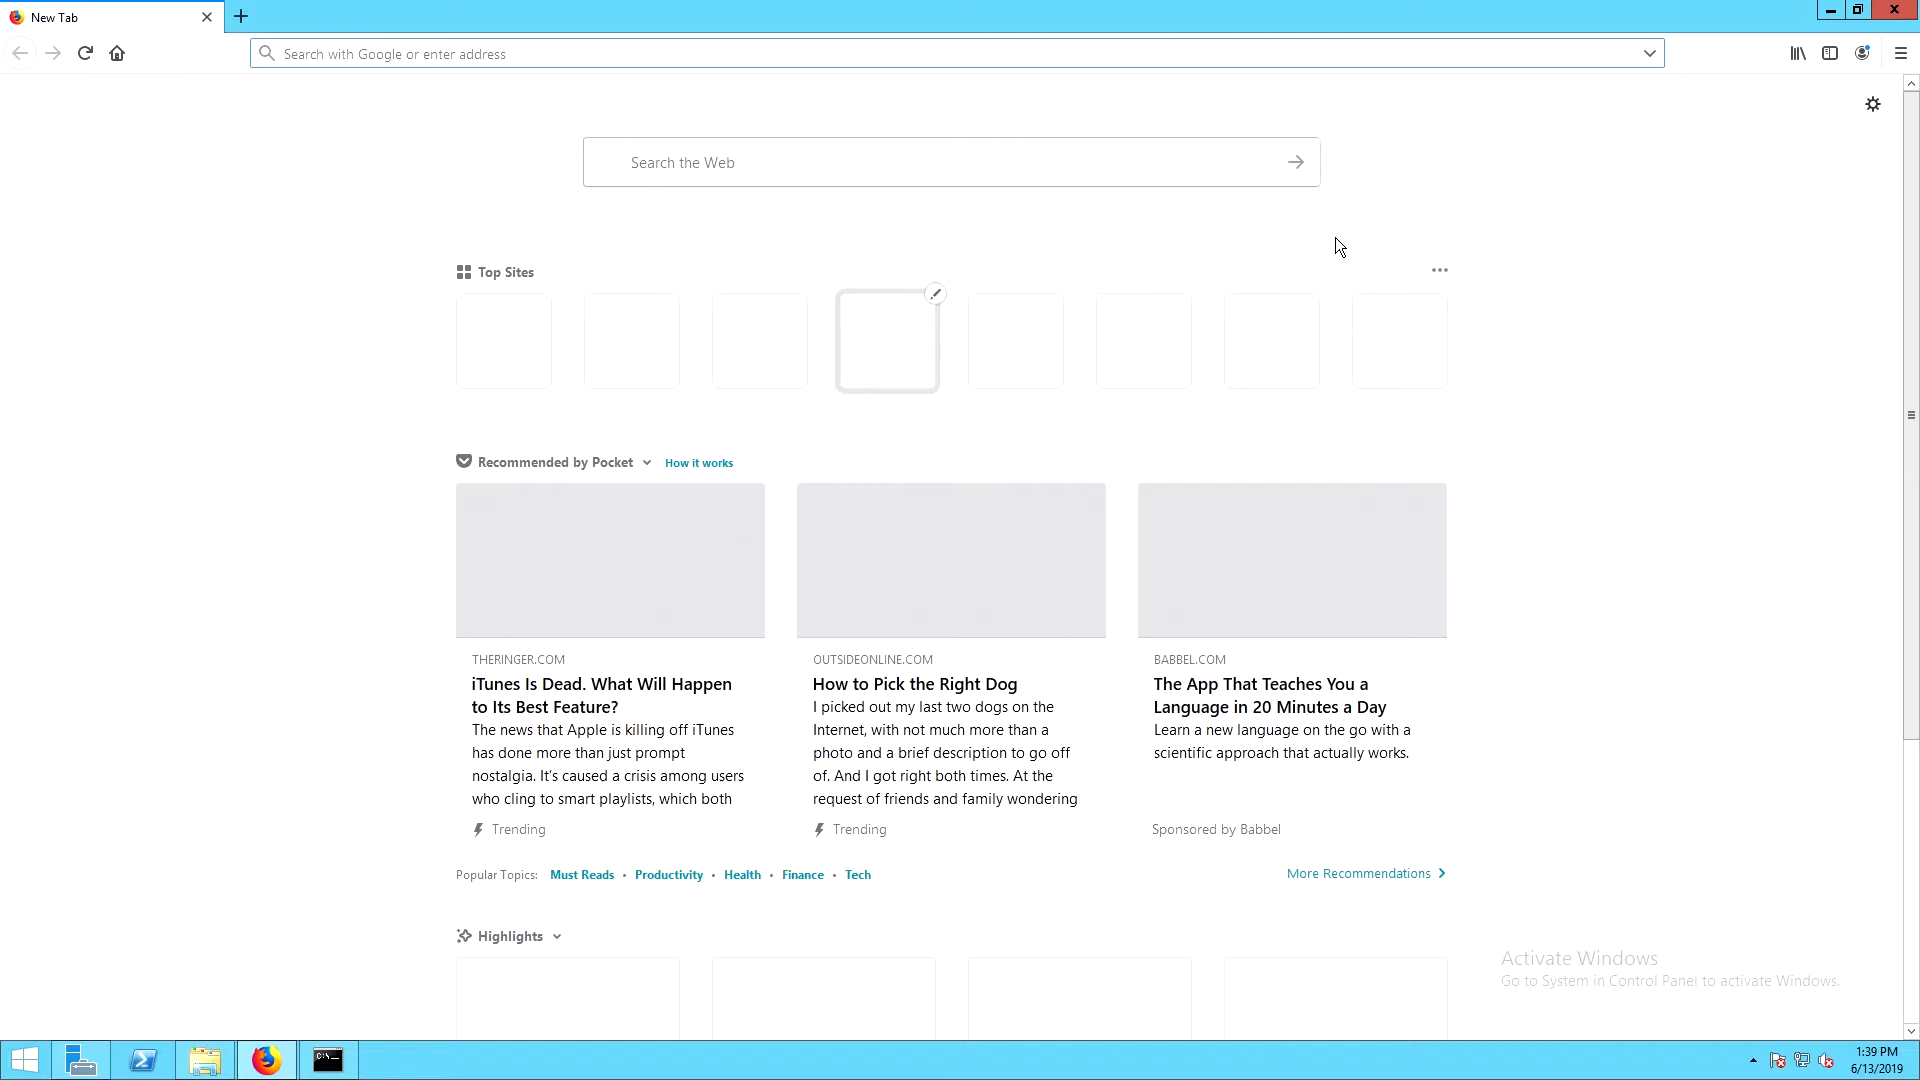 New Tab
Search with Google or enter address
Search the Web
Top Sites
Recommended by Pocket
How it works
THERINGER.COM
iTunes Is Dead. What Will Happen
to Its Best Feature?
The news that Apple is killing off iTunes
has done more than just prompt
nostalgia. It's caused a crisis among users
who cling to smart playlists, which both
Trending
OUTSIDEONLINE.COM
How to Pick the Right Dog
I picked out my last two dogs on the
Internet, with not much more than a
photo and a brief description to go off
of. And I got right both times. At the
request of friends and family wondering
Trending
BABBEL.COM
The App That Teaches You a
Language in 20 Minutes a Day
Learn a new language on the go with a
scientific approach that actually works.
Sponsored by Babbel
Popular Topics: Must Reads • Productivity • Health • Finance • Tech
More Recommendations
Highlights
Activate Windows
Go to System in Control Panel to activate Windows.
C:\_
1:39 PM
6/13/2019